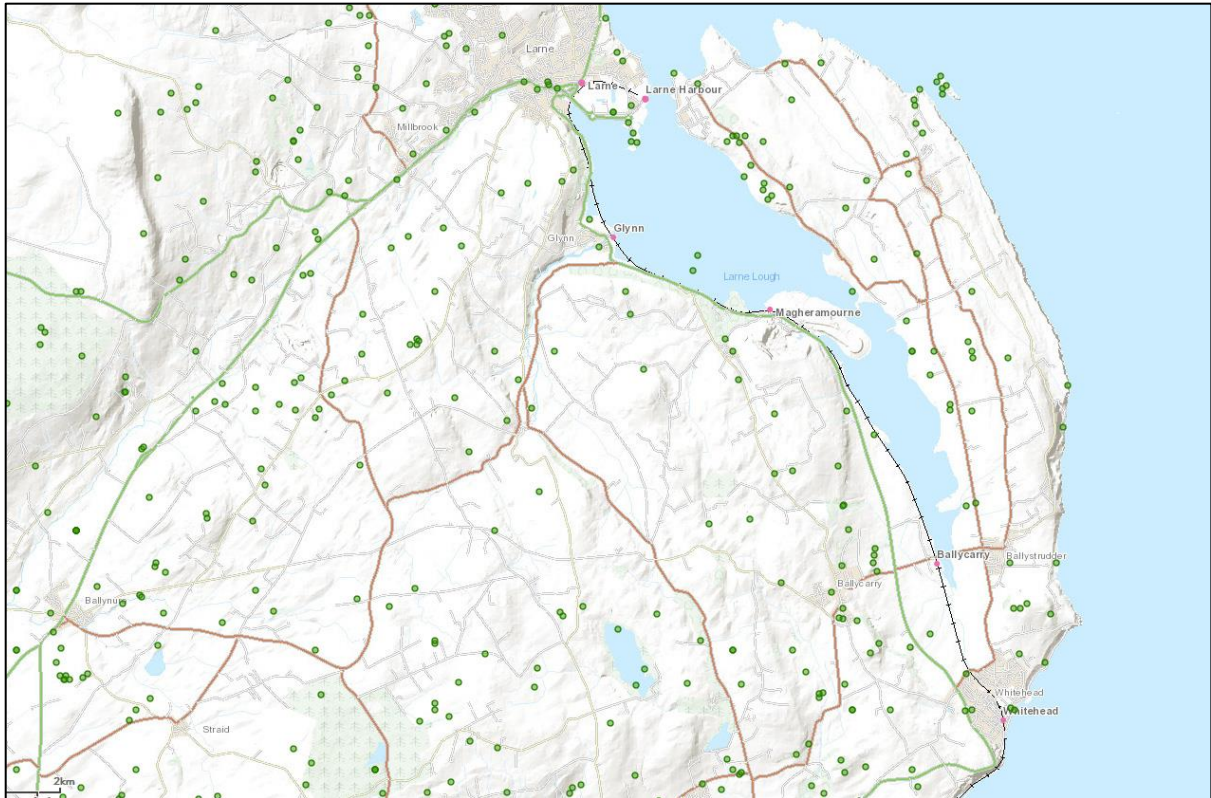 Larne
Larne
Larne Harbour
Millbrook
Glynn
Glynn
Larne Lough
Magheramourne
Ballycarry
Ballystrudder
Ballycarry
Ballynure
Whitehead
Whitehead
Straid
2km